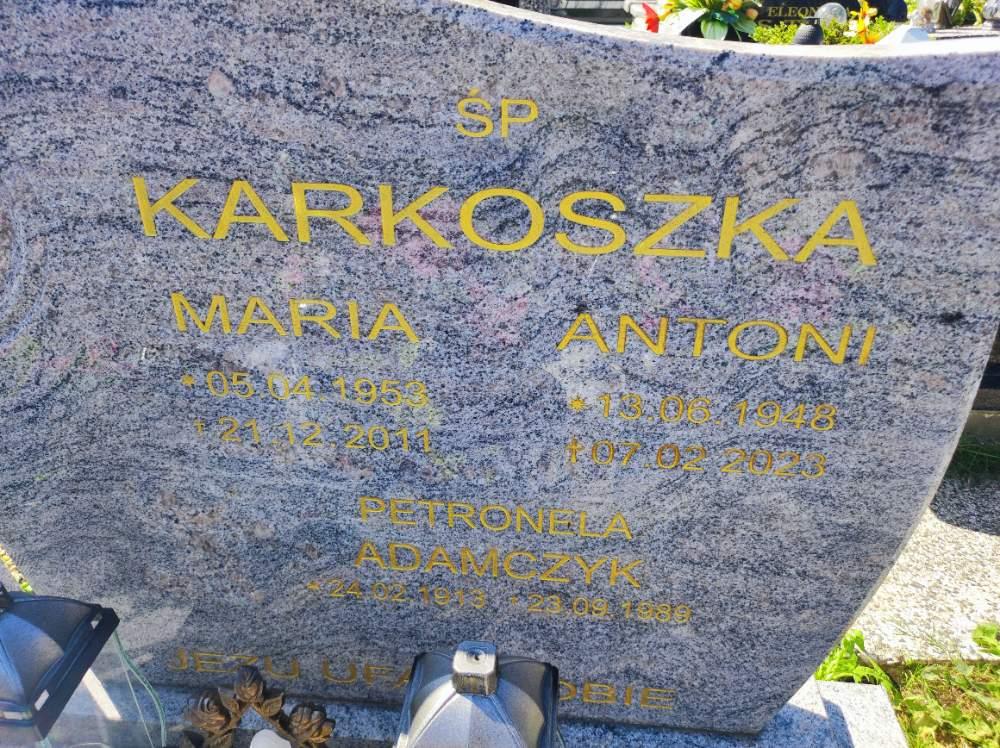 ŚP
KARKOSZKA
MARIA ANTONI
* 05.04.1953 * 13.06.1948
† 21.12.2011 † 07.02 2023
PETRONELA
ADAMCZYK
* 24.02.1913 † 23.09.1989
JEZU